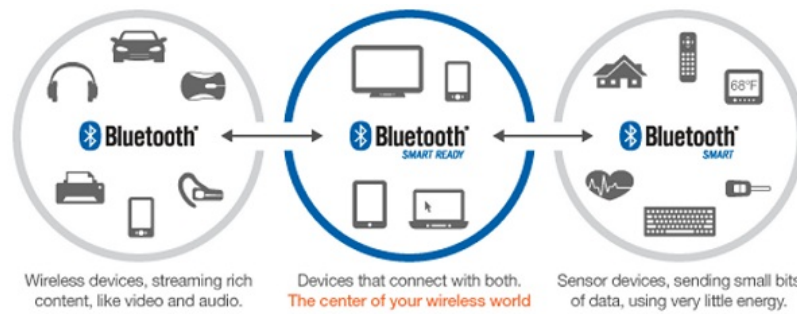 68°F
Bluetooth
Bluetooth
SMART READY
Bluetooth
SMART
Wireless devices, streaming rich
content, like video and audio.
Devices that connect with both.
The center of your wireless world
Sensor devices, sending small bits
of data, using very little energy.